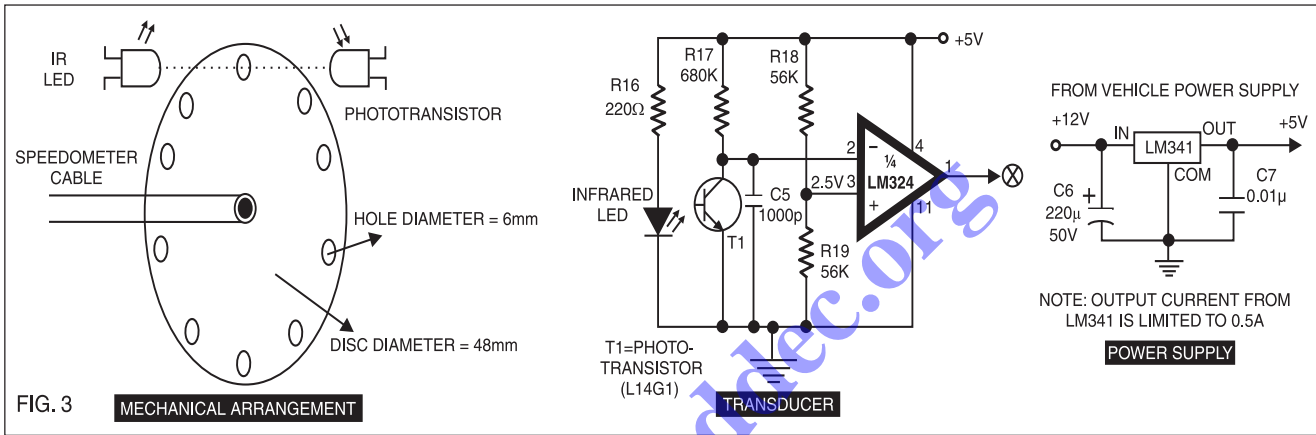 IR
LED
PHOTOTRANSISTOR
SPEEDOMETER
CABLE
HOLE DIAMETER = 6mm
DISC DIAMETER = 48mm
FIG. 3
MECHANICAL ARRANGEMENT
+5V
R17
680K
R18
56K
R16
220Ω
2
–
4
¼
LM324
1
X
2.5V
3
+
11
C5
1000p
INFRARED
LED
T1
R19
56K
T1=PHOTO-
TRANSISTOR
(L14G1)
TRANSDUCER
FROM VEHICLE POWER SUPPLY
+12V
IN
OUT
+5V
LM341
COM
C6
220µ
50V
+
C7
0.01µ
NOTE: OUTPUT CURRENT FROM
LM341 IS LIMITED TO 0.5A
POWER SUPPLY
ddec.org